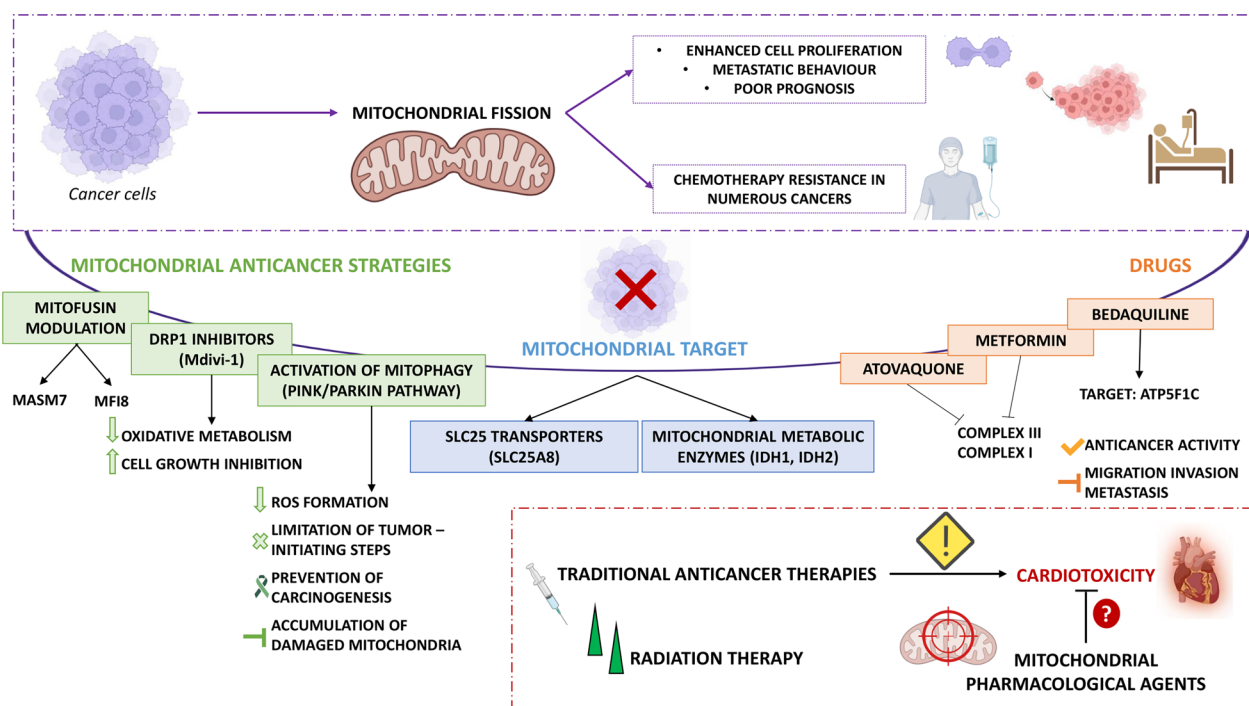 Cancer cells
MITOCHONDRIAL FISSION
• ENHANCED CELL PROLIFERATION
• METASTATIC BEHAVIOUR
• POOR PROGNOSIS
CHEMOTHERAPY RESISTANCE IN
NUMEROUS CANCERS
MITOCHONDRIAL ANTICANCER STRATEGIES
MITOFUSIN
MODULATION
MASM7
MFI8
DRP1 INHIBITORS
(Mdivi-1)
OXIDATIVE METABOLISM
CELL GROWTH INHIBITION
ACTIVATION OF MITOPHAGY
(PINK/PARKIN PATHWAY)
ROS FORMATION
LIMITATION OF TUMOR –
INITIATING STEPS
PREVENTION OF
CARCINOGENESIS
ACCUMULATION OF
DAMAGED MITOCHONDRIA
MITOCHONDRIAL TARGET
SLC25 TRANSPORTERS
(SLC25A8)
MITOCHONDRIAL METABOLIC
ENZYMES (IDH1, IDH2)
DRUGS
ATOVAQUONE
METFORMIN
BEDAQUILINE
COMPLEX III
COMPLEX I
TARGET: ATP5F1C
ANTICANCER ACTIVITY
MIGRATION INVASION
METASTASIS
TRADITIONAL ANTICANCER THERAPIES
!
CARDIOTOXICITY
?
RADIATION THERAPY
MITOCHONDRIAL
PHARMACOLOGICAL AGENTS